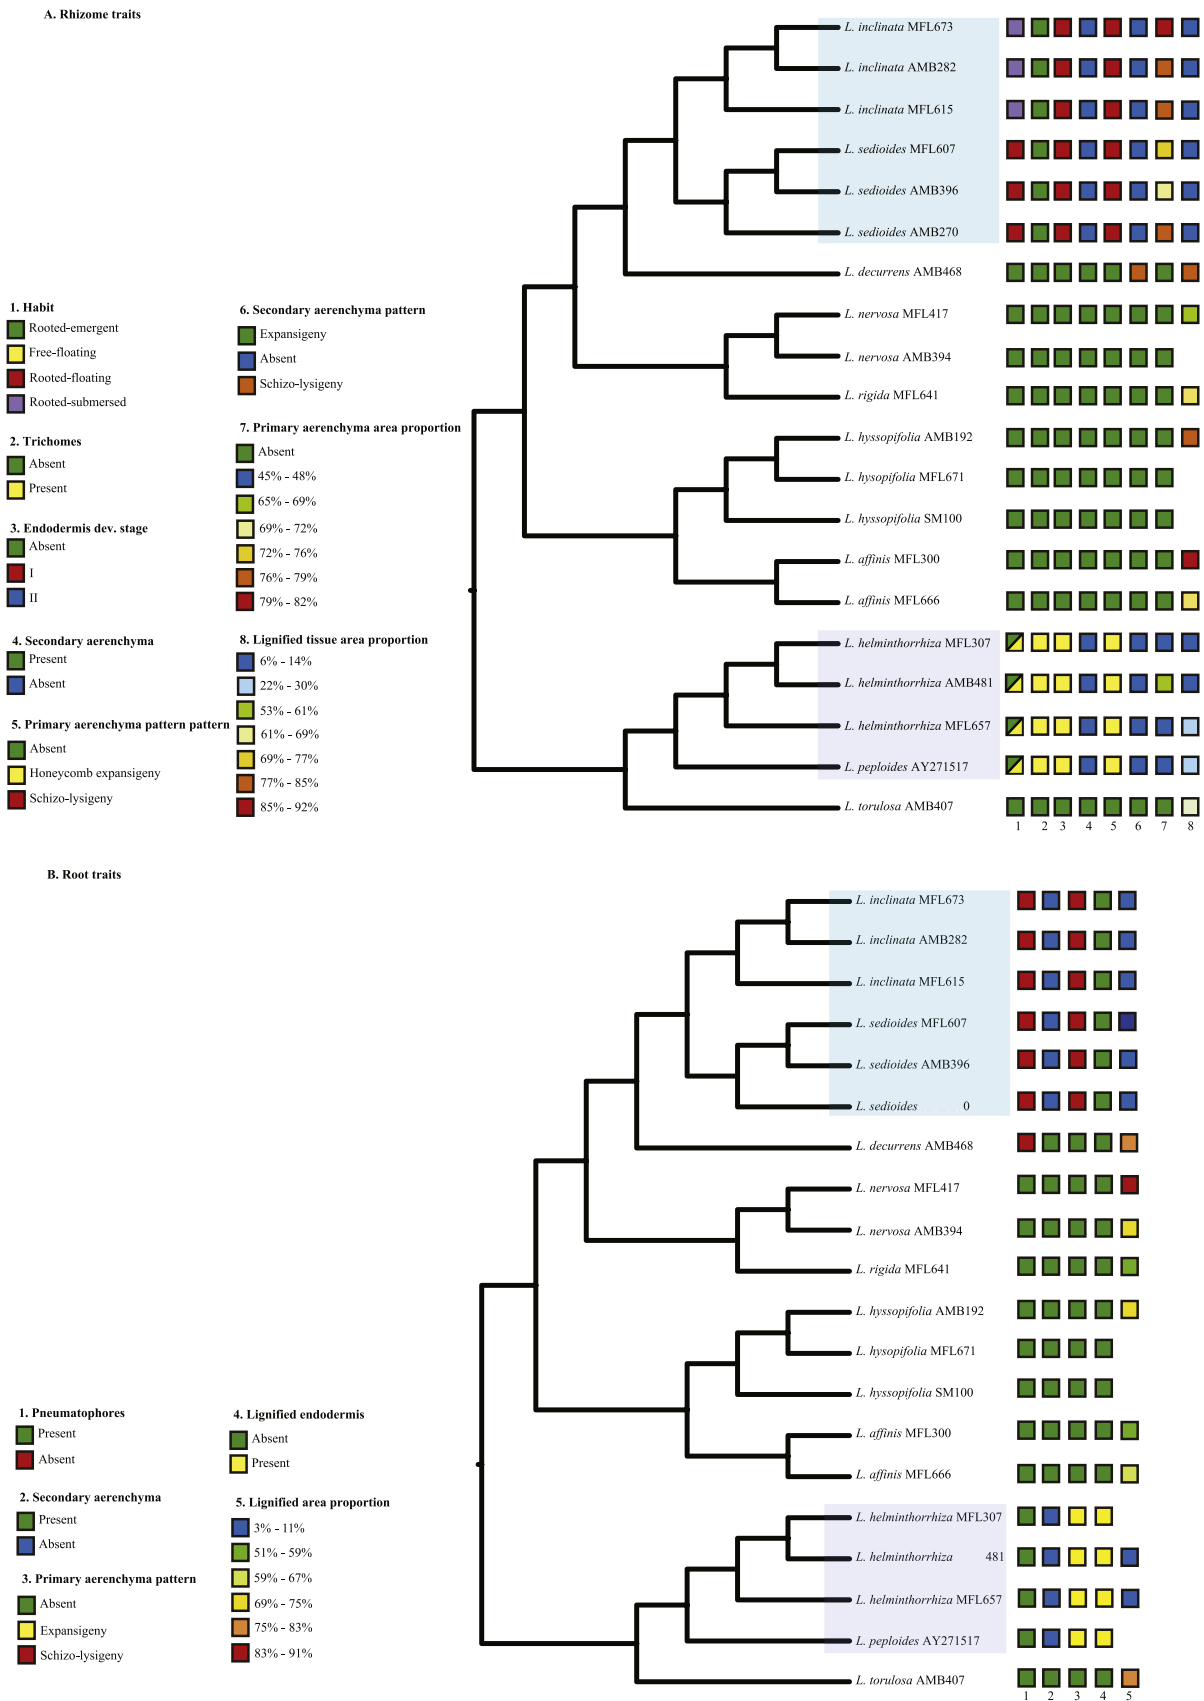 A. Rhizome traits
L. inclinata MFL673
L. inclinata AMB282
L. inclinata MFL615
L. sedioides MFL607
L. sedioides AMB396
L. sedioides AMB270
L. decurrens AMB468
L. nervosa MFL417
L. nervosa AMB394
L. rigida MFL641
L. hyssopifolia AMB192
L. hysopifolia MFL671
L. hyssopifolia SM100
L. affinis MFL300
L. affinis MFL666
L. helminthorrhiza MFL307
L. helminthorrhiza AMB481
L. helminthorrhiza MFL657
L. peploides AY271517
L. torulosa AMB407
1 2 3 4 5 6 7 8
1. Habit
Rooted-emergent
Free-floating
Rooted-floating
Rooted-submersed
2. Trichomes
Absent
Present
3. Endodermis dev. stage
Absent
I
II
4. Secondary aerenchyma
Present
Absent
5. Primary aerenchyma pattern pattern
Absent
Honeycomb expansigeny
Schizo-lysigeny
6. Secondary aerenchyma pattern
Expansigeny
Absent
Schizo-lysigeny
7. Primary aerenchyma area proportion
Absent
45% - 48%
65% - 69%
69% - 72%
72% - 76%
76% - 79%
79% - 82%
8. Lignified tissue area proportion
6% - 14%
22% - 30%
53% - 61%
61% - 69%
69% - 77%
77% - 85%
85% - 92%
B. Root traits
L. inclinata MFL673
L. inclinata AMB282
L. inclinata MFL615
L. sedioides MFL607
L. sedioides AMB396
L. sedioides 0
L. decurrens AMB468
L. nervosa MFL417
L. nervosa AMB394
L. rigida MFL641
L. hyssopifolia AMB192
L. hysopifolia MFL671
L. hyssopifolia SM100
L. affinis MFL300
L. affinis MFL666
L. helminthorrhiza MFL307
L. helminthorrhiza 481
L. helminthorrhiza MFL657
L. peploides AY271517
L. torulosa AMB407
1 2 3 4 5
1. Pneumatophores
Present
Absent
2. Secondary aerenchyma
Present
Absent
3. Primary aerenchyma pattern
Absent
Expansigeny
Schizo-lysigeny
4. Lignified endodermis
Absent
Present
5. Lignified area proportion
3% - 11%
51% - 59%
59% - 67%
69% - 75%
75% - 83%
83% - 91%